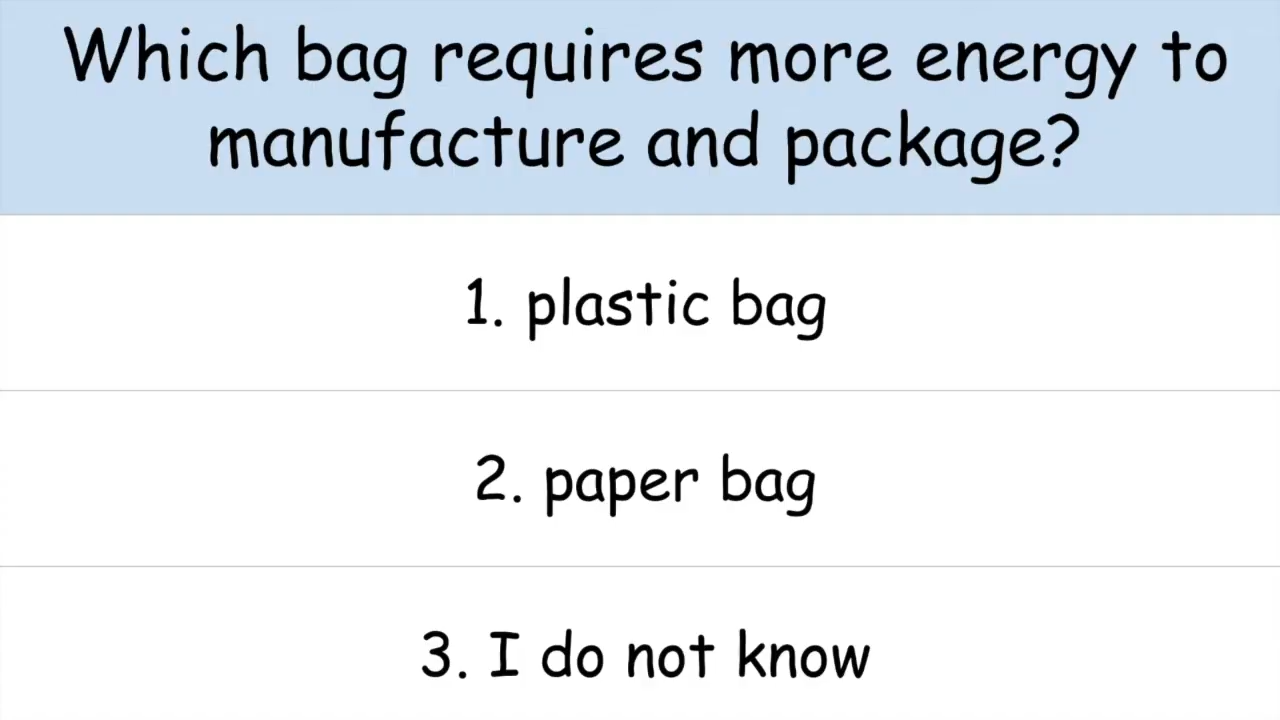 Which bag requires more energy to
manufacture and package?
1. plastic bag
2. paper bag
3. I do not know